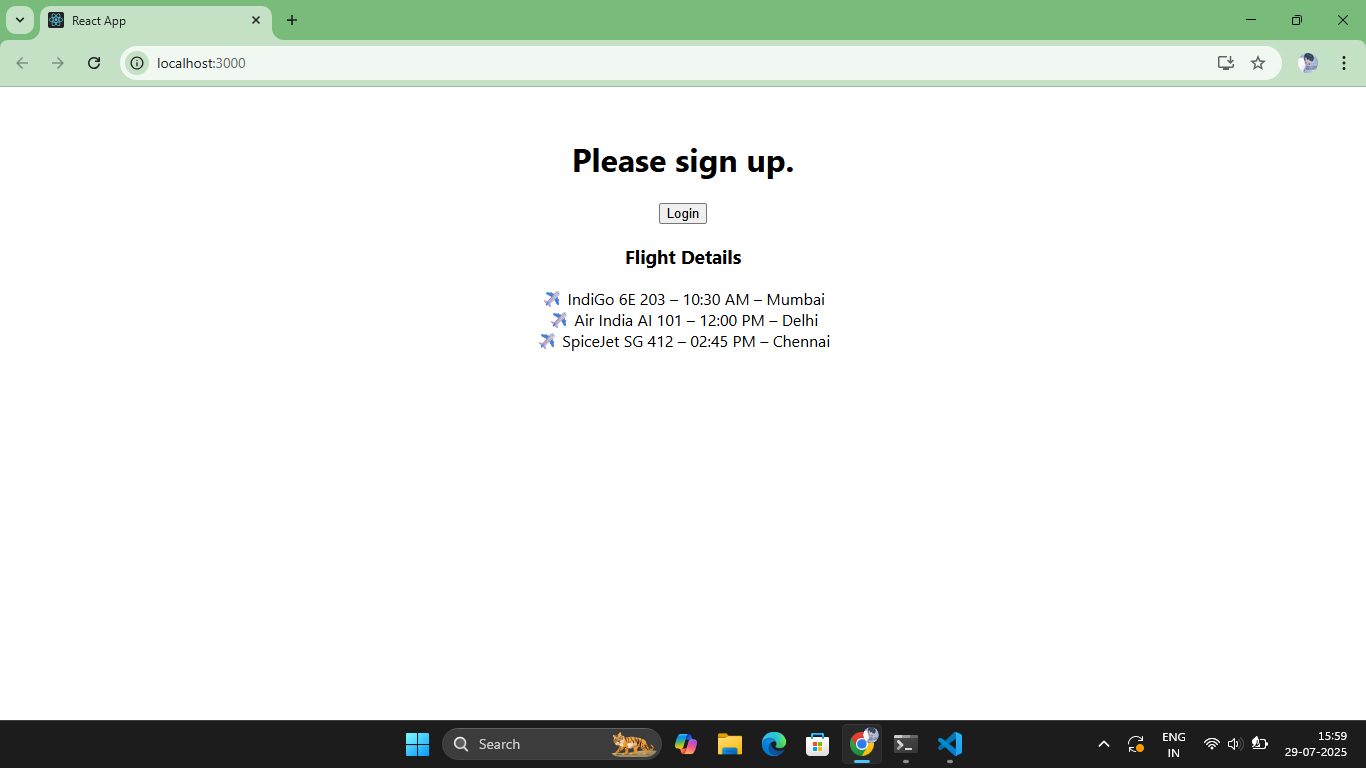 React App
localhost:3000
Please sign up.
Login
Flight Details
✈️ IndiGo 6E 203 – 10:30 AM – Mumbai
✈️ Air India AI 101 – 12:00 PM – Delhi
✈️ SpiceJet SG 412 – 02:45 PM – Chennai
Search
ENG
IN
15:59
29-07-2025